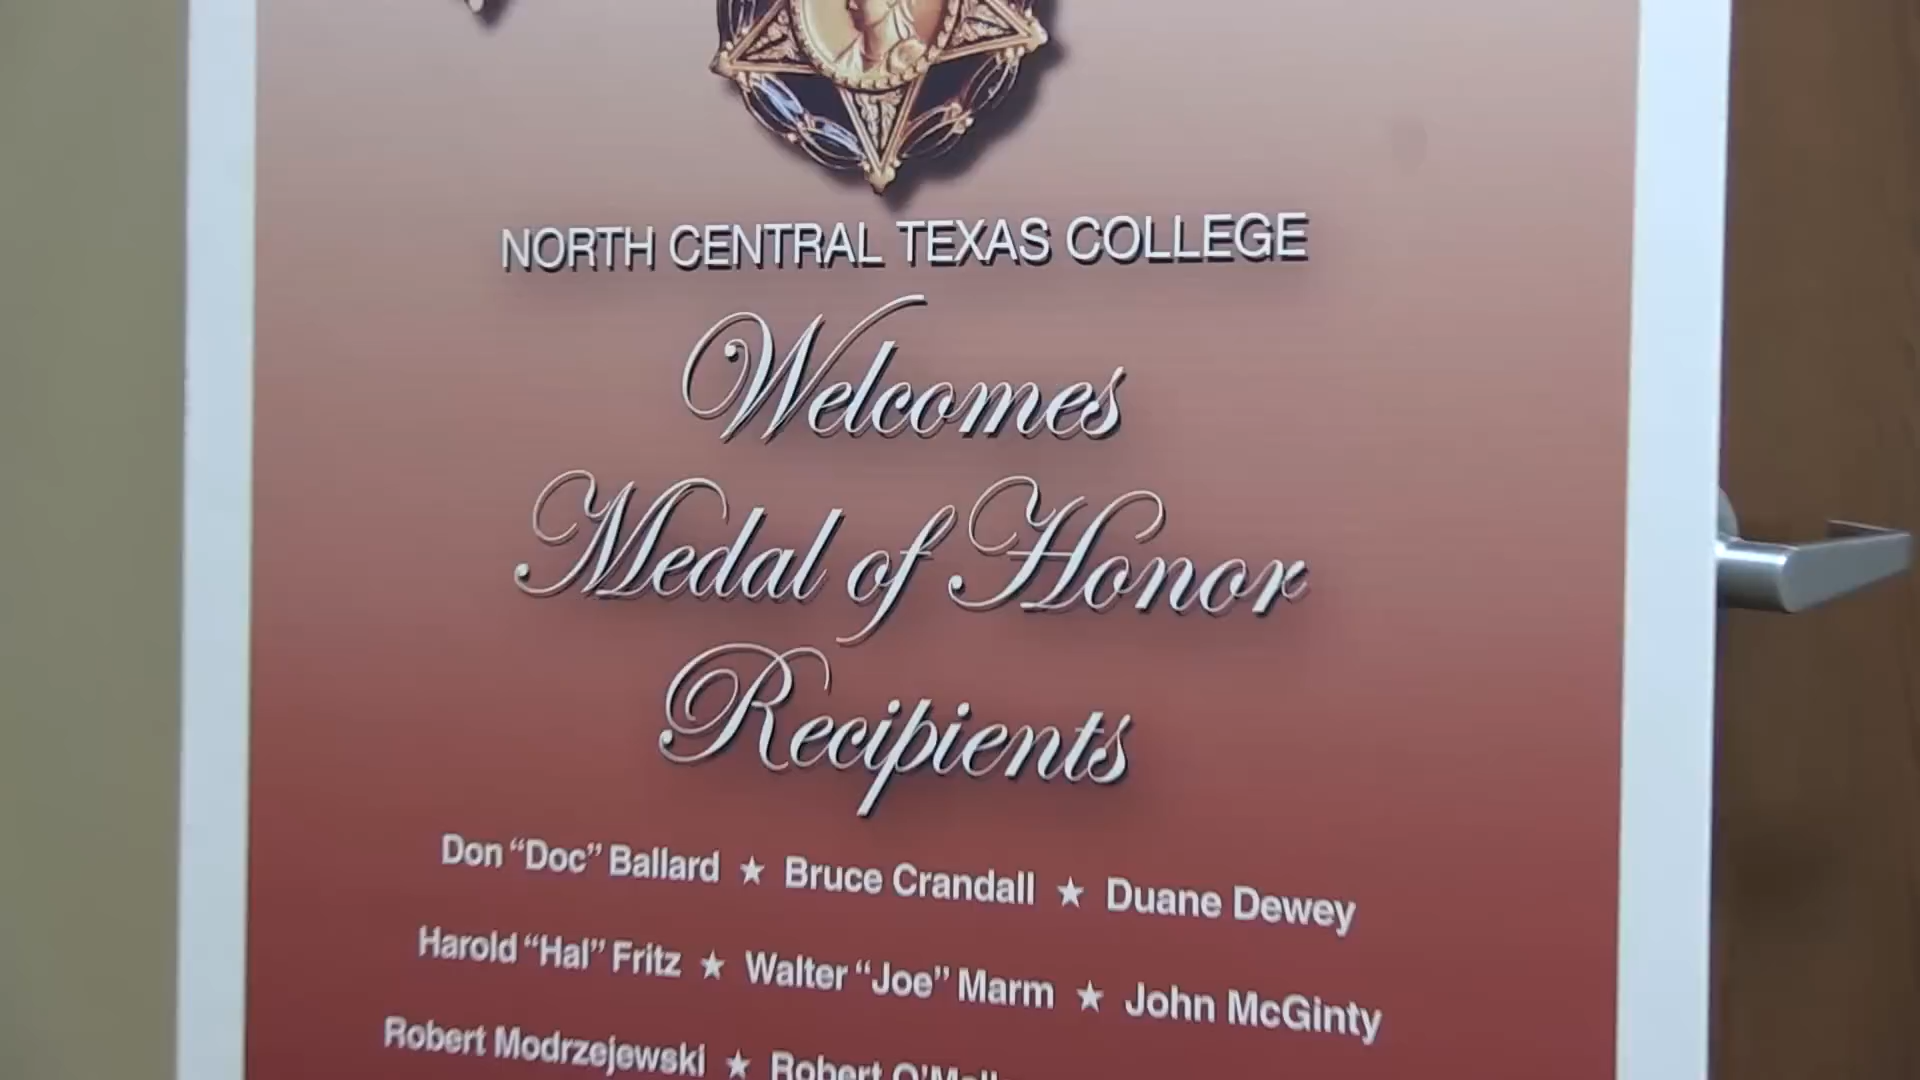 NORTH CENTRAL TEXAS COLLEGE
Welcomes
Medal of Honor
Recipients
Don “Doc” Ballard ★ Bruce Crandall ★ Duane Dewey
Harold “Hal” Fritz ★ Walter “Joe” Marm ★ John McGinty
Robert Modrzejewski ★ Robert